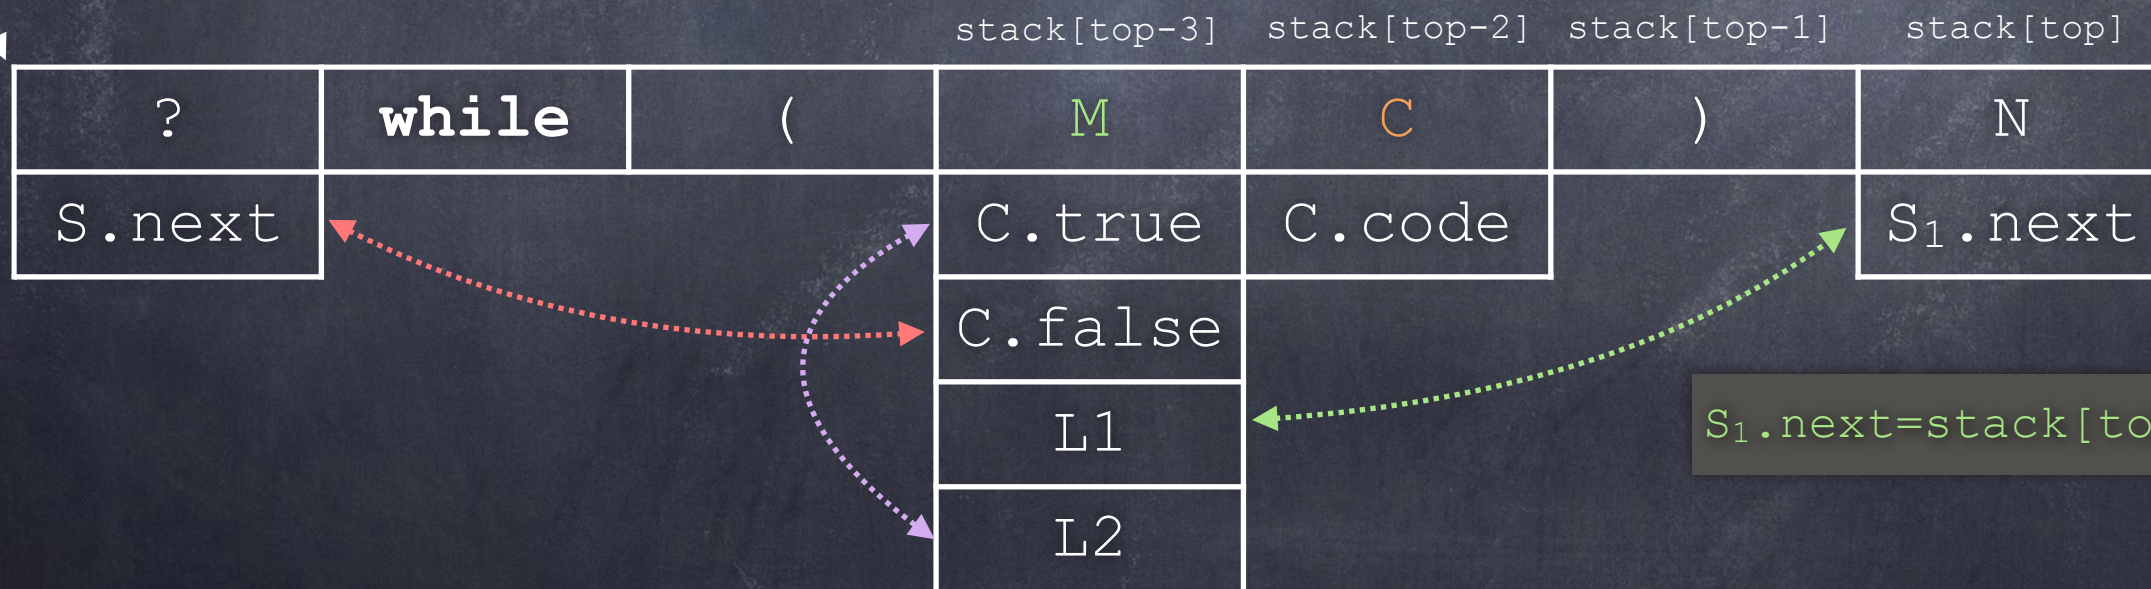 stack[top-3] stack[top-2] stack[top-1] stack[top]
? while ( M C ) N
S.next C.true C.code S₁.next
C.false
L1
S₁.next=stack[to
L2